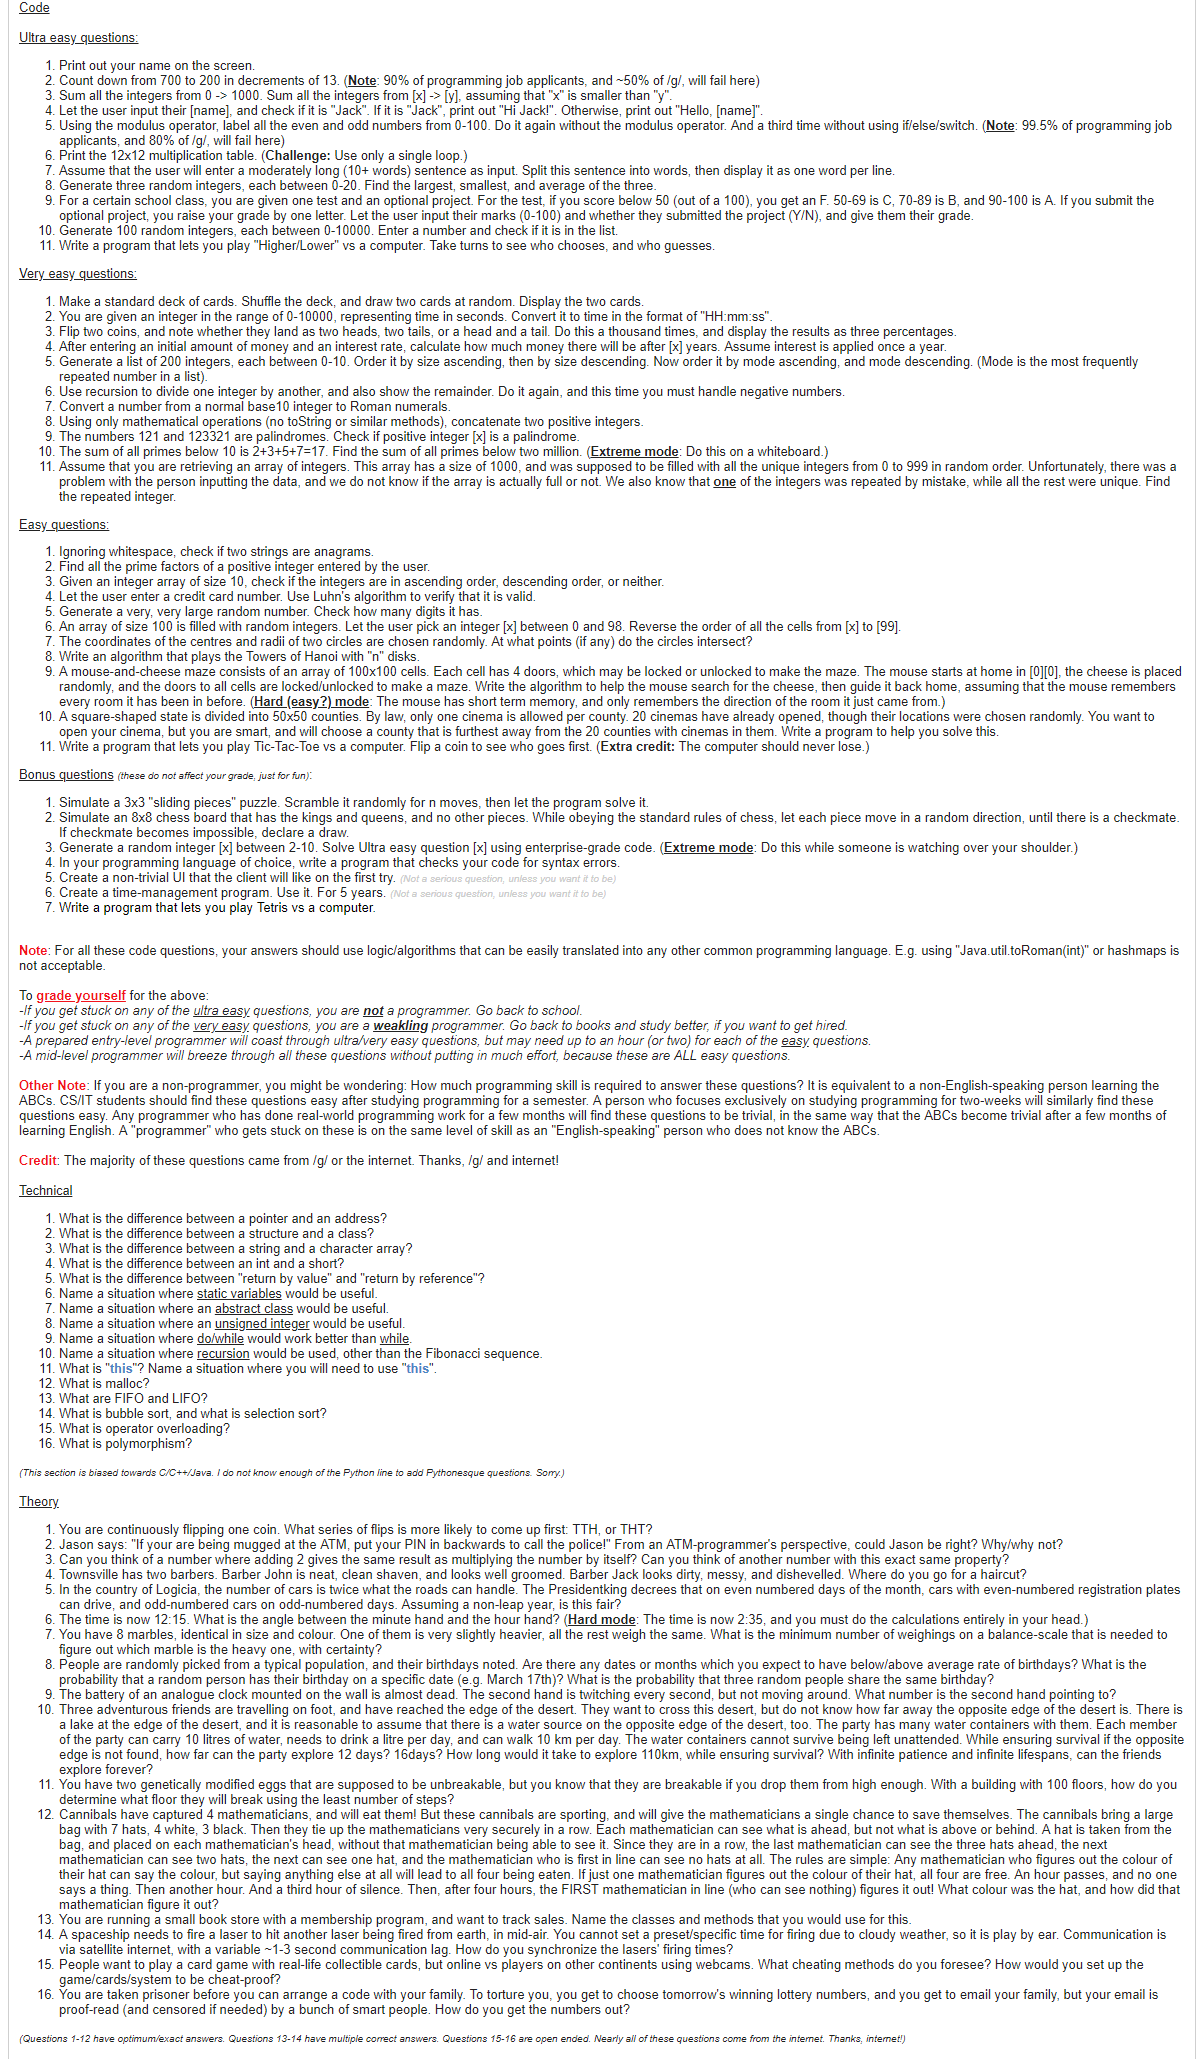 Code
Ultra easy questions:
1. Print out your name on the screen.
2. Count down from 700 to 200 in decrements of 13. (Note: 90% of programming job applicants, and ~50% of /g/, will fail here)
3. Sum all the integers from 0 -> 1000. Sum all the integers from [x] -> [y], assuming that "x" is smaller than "y".
4. Let the user input their [name], and check if it is "Jack". If it is "Jack", print out "Hi Jack!". Otherwise, print out "Hello, [name]".
5. Using the modulus operator, label all the even and odd numbers from 0-100. Do it again without the modulus operator. And a third time without using if/else/switch. (Note: 99.5% of programming job
applicants, and 80% of /g/, will fail here)
6. Print the 12x12 multiplication table. (Challenge: Use only a single loop.)
7. Assume that the user will enter a moderately long (10+ words) sentence as input. Split this sentence into words, then display it as one word per line.
8. Generate three random integers, each between 0-20. Find the largest, smallest, and average of the three.
9. For a certain school class, you are given one test and an optional project. For the test, if you score below 50 (out of a 100), you get an F. 50-69 is C, 70-89 is B, and 90-100 is A. If you submit the
optional project, you raise your grade by one letter. Let the user input their marks (0-100) and whether they submitted the project (Y/N), and give them their grade.
10. Generate 100 random integers, each between 0-10000. Enter a number and check if it is in the list.
11. Write a program that lets you play "Higher/Lower" vs a computer. Take turns to see who chooses, and who guesses.
Very easy questions:
1. Make a standard deck of cards. Shuffle the deck, and draw two cards at random. Display the two cards.
2. You are given an integer in the range of 0-10000, representing time in seconds. Convert it to time in the format of "HH:mm:ss".
3. Flip two coins, and note whether they land as two heads, two tails, or a head and a tail. Do this a thousand times, and display the results as three percentages.
4. After entering an initial amount of money and an interest rate, calculate how much money there will be after [x] years. Assume interest is applied once a year.
5. Generate a list of 200 integers, each between 0-10. Order it by size ascending, then by size descending. Now order it by mode ascending, and mode descending. (Mode is the most frequently
repeated number in a list).
6. Use recursion to divide one integer by another, and also show the remainder. Do it again, and this time you must handle negative numbers.
7. Convert a number from a normal base10 integer to Roman numerals.
8. Using only mathematical operations (no toString or similar methods), concatenate two positive integers.
9. The numbers 121 and 123321 are palindromes. Check if positive integer [x] is a palindrome.
10. The sum of all primes below 10 is 2+3+5+7=17. Find the sum of all primes below two million. (Extreme mode: Do this on a whiteboard.)
11. Assume that you are retrieving an array of integers. This array has a size of 1000, and was supposed to be filled with all the unique integers from 0 to 999 in random order. Unfortunately, there was a
problem with the person inputting the data, and we do not know if the array is actually full or not. We also know that one of the integers was repeated by mistake, while all the rest were unique. Find
the repeated integer.
Easy questions:
1. Ignoring whitespace, check if two strings are anagrams.
2. Find all the prime factors of a positive integer entered by the user.
3. Given an integer array of size 10, check if the integers are in ascending order, descending order, or neither.
4. Let the user enter a credit card number. Use Luhn's algorithm to verify that it is valid.
5. Generate a very, very large random number. Check how many digits it has.
6. An array of size 100 is filled with random integers. Let the user pick an integer [x] between 0 and 98. Reverse the order of all the cells from [x] to [99].
7. The coordinates of the centres and radii of two circles are chosen randomly. At what points (if any) do the circles intersect?
8. Write an algorithm that plays the Towers of Hanoi with "n" disks.
9. A mouse-and-cheese maze consists of an array of 100x100 cells. Each cell has 4 doors, which may be locked or unlocked to make the maze. The mouse starts at home in [0][0], the cheese is placed
randomly, and the doors to all cells are locked/unlocked to make a maze. Write the algorithm to help the mouse search for the cheese, then guide it back home, assuming that the mouse remembers
every room it has been in before. (Hard (easy?) mode: The mouse has short term memory, and only remembers the direction of the room it just came from.)
10. A square-shaped state is divided into 50x50 counties. By law, only one cinema is allowed per county. 20 cinemas have already opened, though their locations were chosen randomly. You want to
open your cinema, but you are smart, and will choose a county that is furthest away from the 20 counties with cinemas in them. Write a program to help you solve this.
11. Write a program that lets you play Tic-Tac-Toe vs a computer. Flip a coin to see who goes first. (Extra credit: The computer should never lose.)
Bonus questions (these do not affect your grade, just for fun):
1. Simulate a 3x3 "sliding pieces" puzzle. Scramble it randomly for n moves, then let the program solve it.
2. Simulate an 8x8 chess board that has the kings and queens, and no other pieces. While obeying the standard rules of chess, let each piece move in a random direction, until there is a checkmate.
If checkmate becomes impossible, declare a draw.
3. Generate a random integer [x] between 2-10. Solve Ultra easy question [x] using enterprise-grade code. (Extreme mode: Do this while someone is watching over your shoulder.)
4. In your programming language of choice, write a program that checks your code for syntax errors.
5. Create a non-trivial UI that the client will like on the first try. (Not a serious question, unless you want it to be)
6. Create a time-management program. Use it. For 5 years. (Not a serious question, unless you want it to be)
7. Write a program that lets you play Tetris vs a computer.
Note: For all these code questions, your answers should use logic/algorithms that can be easily translated into any other common programming language. E.g. using "Java.util.toRoman(int)" or hashmaps is
not acceptable.
To grade yourself for the above:
-If you get stuck on any of the ultra easy questions, you are not a programmer. Go back to school.
-If you get stuck on any of the very easy questions, you are a weakling programmer. Go back to books and study better, if you want to get hired.
-A prepared entry-level programmer will coast through ultra/very easy questions, but may need up to an hour (or two) for each of the easy questions.
-A mid-level programmer will breeze through all these questions without putting in much effort, because these are ALL easy questions.
Other Note: If you are a non-programmer, you might be wondering: How much programming skill is required to answer these questions? It is equivalent to a non-English-speaking person learning the
ABCs. CS/IT students should find these questions easy after studying programming for a semester. A person who focuses exclusively on studying programming for two-weeks will similarly find these
questions easy. Any programmer who has done real-world programming work for a few months will find these questions to be trivial, in the same way that the ABCs become trivial after a few months of
learning English. A "programmer" who gets stuck on these is on the same level of skill as an "English-speaking" person who does not know the ABCs.
Credit: The majority of these questions came from /g/ or the internet. Thanks, /g/ and internet!
Technical
1. What is the difference between a pointer and an address?
2. What is the difference between a structure and a class?
3. What is the difference between a string and a character array?
4. What is the difference between an int and a short?
5. What is the difference between "return by value" and "return by reference"?
6. Name a situation where static variables would be useful.
7. Name a situation where an abstract class would be useful.
8. Name a situation where an unsigned integer would be useful.
9. Name a situation where do/while would work better than while.
10. Name a situation where recursion would be used, other than the Fibonacci sequence.
11. What is "this"? Name a situation where you will need to use "this".
12. What is malloc?
13. What are FIFO and LIFO?
14. What is bubble sort, and what is selection sort?
15. What is operator overloading?
16. What is polymorphism?
(This section is biased towards C/C++/Java. I do not know enough of the Python line to add Pythonesque questions. Sorry.)
Theory
1. You are continuously flipping one coin. What series of flips is more likely to come up first: TTH, or THT?
2. Jason says: "If your are being mugged at the ATM, put your PIN in backwards to call the police!" From an ATM-programmer's perspective, could Jason be right? Why/why not?
3. Can you think of a number where adding 2 gives the same result as multiplying the number by itself? Can you think of another number with this exact same property?
4. Townsville has two barbers. Barber John is neat, clean shaven, and looks well groomed. Barber Jack looks dirty, messy, and dishevelled. Where do you go for a haircut?
5. In the country of Logicia, the number of cars is twice what the roads can handle. The Presidentking decrees that on even numbered days of the month, cars with even-numbered registration plates
can drive, and odd-numbered cars on odd-numbered days. Assuming a non-leap year, is this fair?
6. The time is now 12:15. What is the angle between the minute hand and the hour hand? (Hard mode: The time is now 2:35, and you must do the calculations entirely in your head.)
7. You have 8 marbles, identical in size and colour. One of them is very slightly heavier, all the rest weigh the same. What is the minimum number of weighings on a balance-scale that is needed to
figure out which marble is the heavy one, with certainty?
8. People are randomly picked from a typical population, and their birthdays noted. Are there any dates or months which you expect to have below/above average rate of birthdays? What is the
probability that a random person has their birthday on a specific date (e.g. March 17th)? What is the probability that three random people share the same birthday?
9. The battery of an analogue clock mounted on the wall is almost dead. The second hand is twitching every second, but not moving around. What number is the second hand pointing to?
10. Three adventurous friends are travelling on foot, and have reached the edge of the desert. They want to cross this desert, but do not know how far away the opposite edge of the desert is. There is
a lake at the edge of the desert, and it is reasonable to assume that there is a water source on the opposite edge of the desert, too. The party has many water containers with them. Each member
of the party can carry 10 litres of water, needs to drink a litre per day, and can walk 10 km per day. The water containers cannot survive being left unattended. While ensuring survival if the opposite
edge is not found, how far can the party explore 12 days? 16days? How long would it take to explore 110km, while ensuring survival? With infinite patience and infinite lifespans, can the friends
explore forever?
11. You have two genetically modified eggs that are supposed to be unbreakable, but you know that they are breakable if you drop them from high enough. With a building with 100 floors, how do you
determine what floor they will break using the least number of steps?
12. Cannibals have captured 4 mathematicians, and will eat them! But these cannibals are sporting, and will give the mathematicians a single chance to save themselves. The cannibals bring a large
bag with 7 hats, 4 white, 3 black. Then they tie up the mathematicians very securely in a row. Each mathematician can see what is ahead, but not what is above or behind. A hat is taken from the
bag, and placed on each mathematician's head, without that mathematician being able to see it. Since they are in a row, the last mathematician can see the three hats ahead, the next
mathematician can see two hats, the next can see one hat, and the mathematician who is first in line can see no hats at all. The rules are simple: Any mathematician who figures out the colour of
their hat can say the colour, but saying anything else at all will lead to all four being eaten. If just one mathematician figures out the colour of their hat, all four are free. An hour passes, and no one
says a thing. Then another hour. And a third hour of silence. Then, after four hours, the FIRST mathematician in line (who can see nothing) figures it out! What colour was the hat, and how did that
mathematician figure it out?
13. You are running a small book store with a membership program, and want to track sales. Name the classes and methods that you would use for this.
14. A spaceship needs to fire a laser to hit another laser being fired from earth, in mid-air. You cannot set a preset/specific time for firing due to cloudy weather, so it is play by ear. Communication is
via satellite internet, with a variable ~1-3 second communication lag. How do you synchronize the lasers' firing times?
15. People want to play a card game with real-life collectible cards, but online vs players on other continents using webcams. What cheating methods do you foresee? How would you set up the
game/cards/system to be cheat-proof?
16. You are taken prisoner before you can arrange a code with your family. To torture you, you get to choose tomorrow's winning lottery numbers, and you get to email your family, but your email is
proof-read (and censored if needed) by a bunch of smart people. How do you get the numbers out?
(Questions 1-12 have optimum/exact answers. Questions 13-14 have multiple correct answers. Questions 15-16 are open ended. Nearly all of these questions come from the internet. Thanks, internet!)